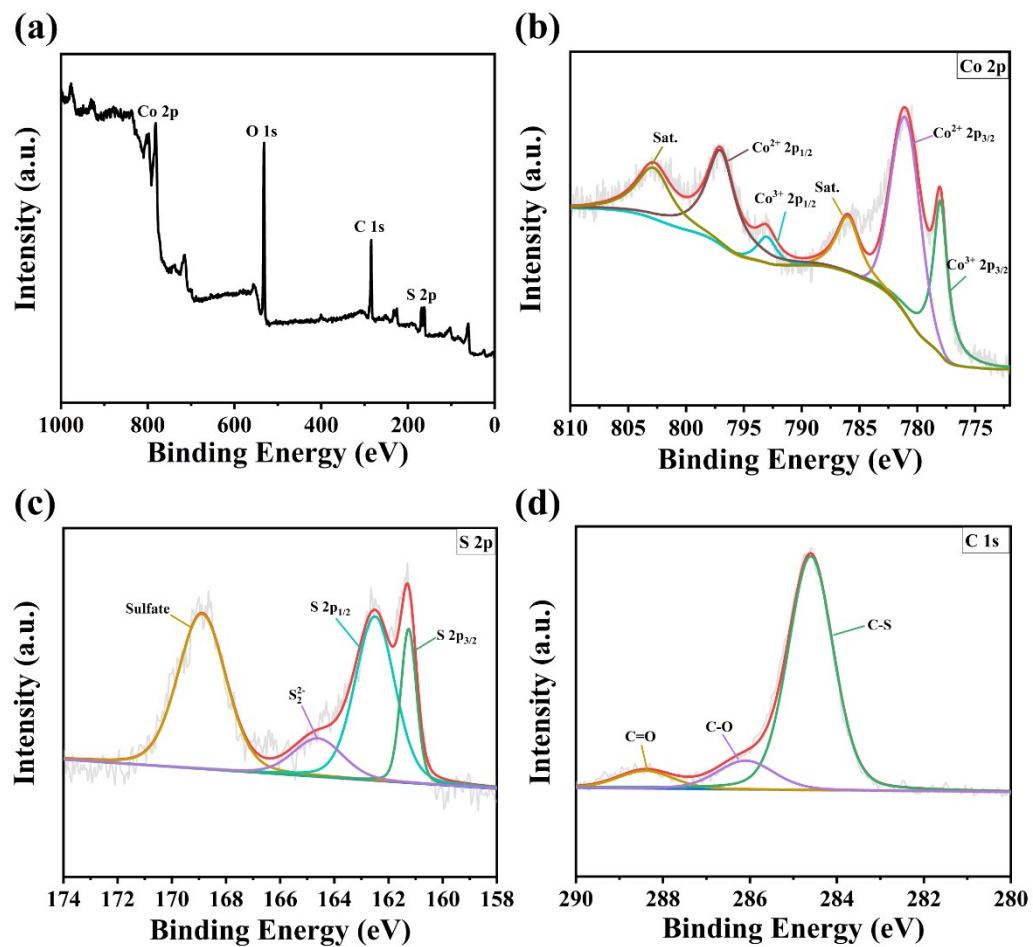 (a)
Co 2p
O 1s
C 1s
S 2p
Intensity (a.u.)
1000 800 600 400 200 0
Binding Energy (eV)
(b)
Co 2p
Sat.
Co²⁺ 2p₁/₂
Co³⁺ 2p₁/₂
Sat.
Co²⁺ 2p₃/₂
Co³⁺ 2p₃/₂
Intensity (a.u.)
810 805 800 795 790 785 780 775
Binding Energy (eV)
(c)
S 2p
Sulfate
S₂²⁻
S 2p₁/₂
S 2p₃/₂
Intensity (a.u.)
174 172 170 168 166 164 162 160 158
Binding Energy (eV)
(d)
C 1s
C=O
C-O
C-S
Intensity (a.u.)
290 288 286 284 282 280
Binding Energy (eV)